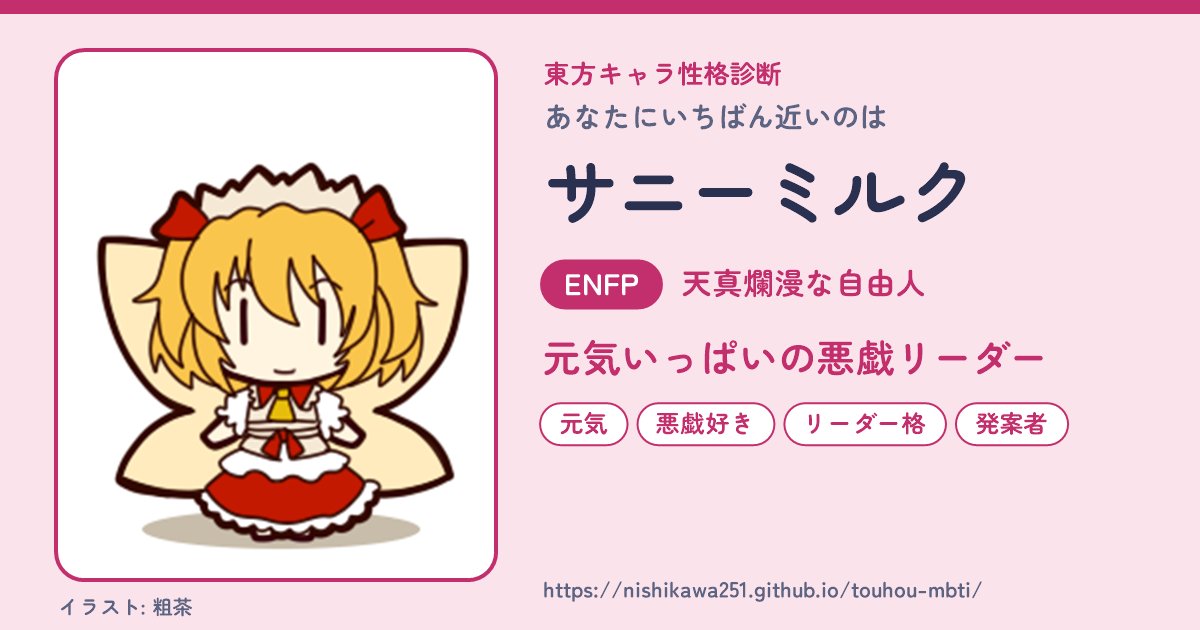 東方キャラ性格診断
あなたにいちばん近いのは
サニーミルク
ENFP 天真爛漫な自由人
元気いっぱいの悪戯リーダー
元気 悪戯好き リーダー格 発案者
https://nishikawa251.github.io/touhou-mbti/
イラスト: 粗茶